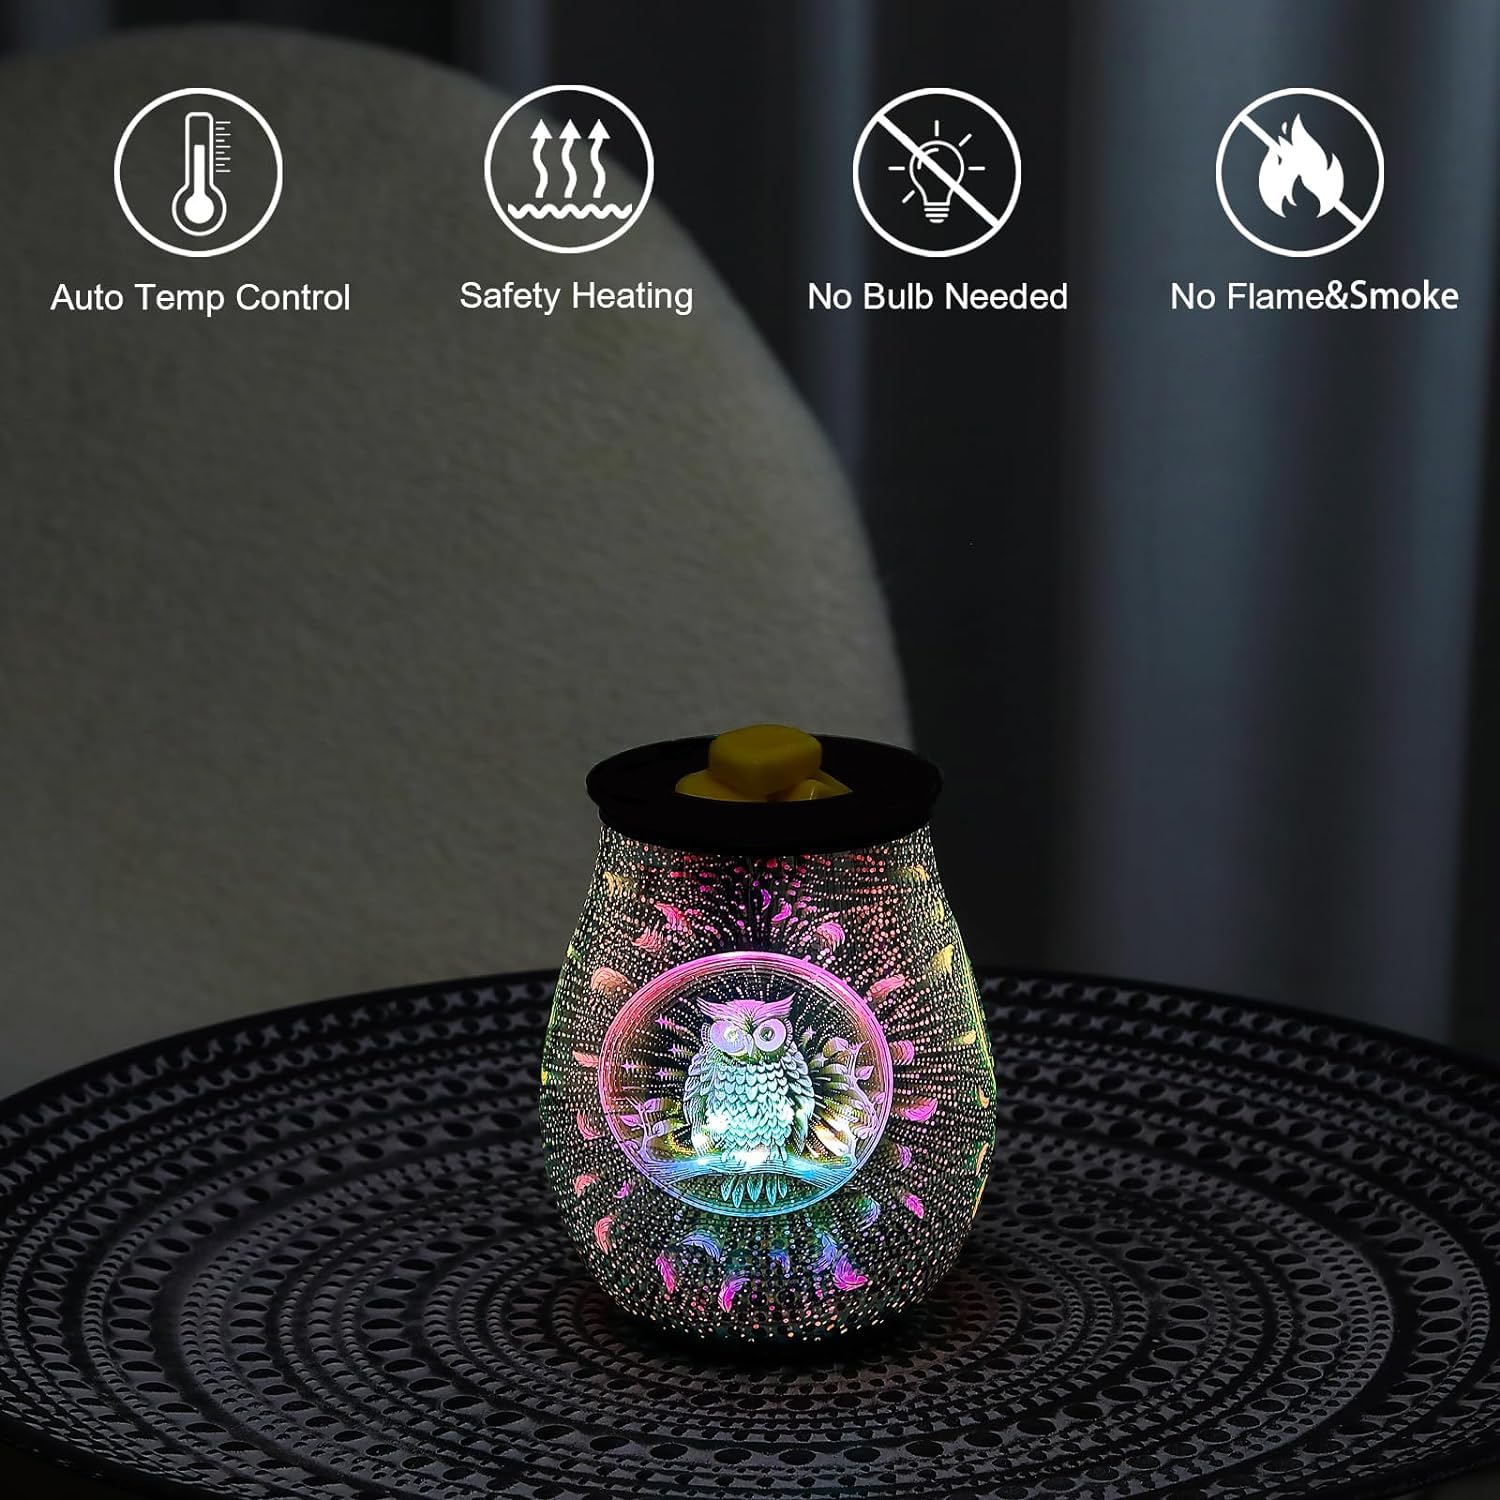 Auto Temp Control
Safety Heating
No Bulb Needed
No Flame&Smoke